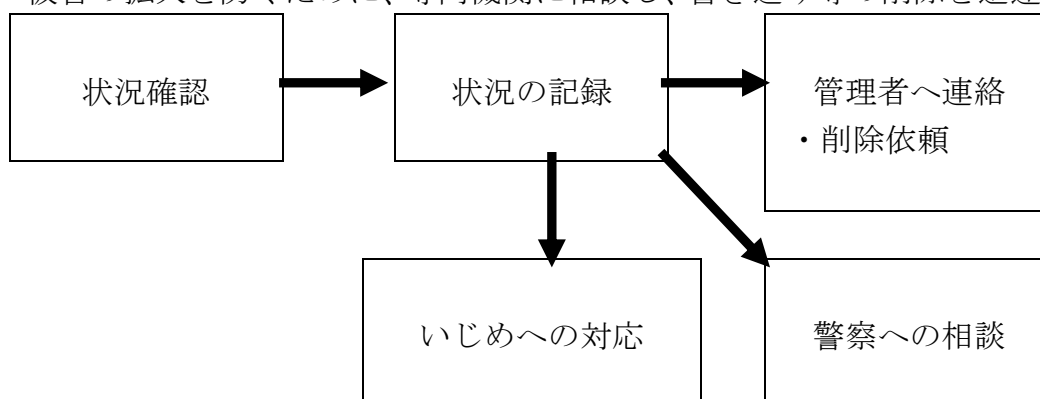 状況確認
状況の記録
管理者へ連絡
・削除依頼
いじめへの対応
警察への相談